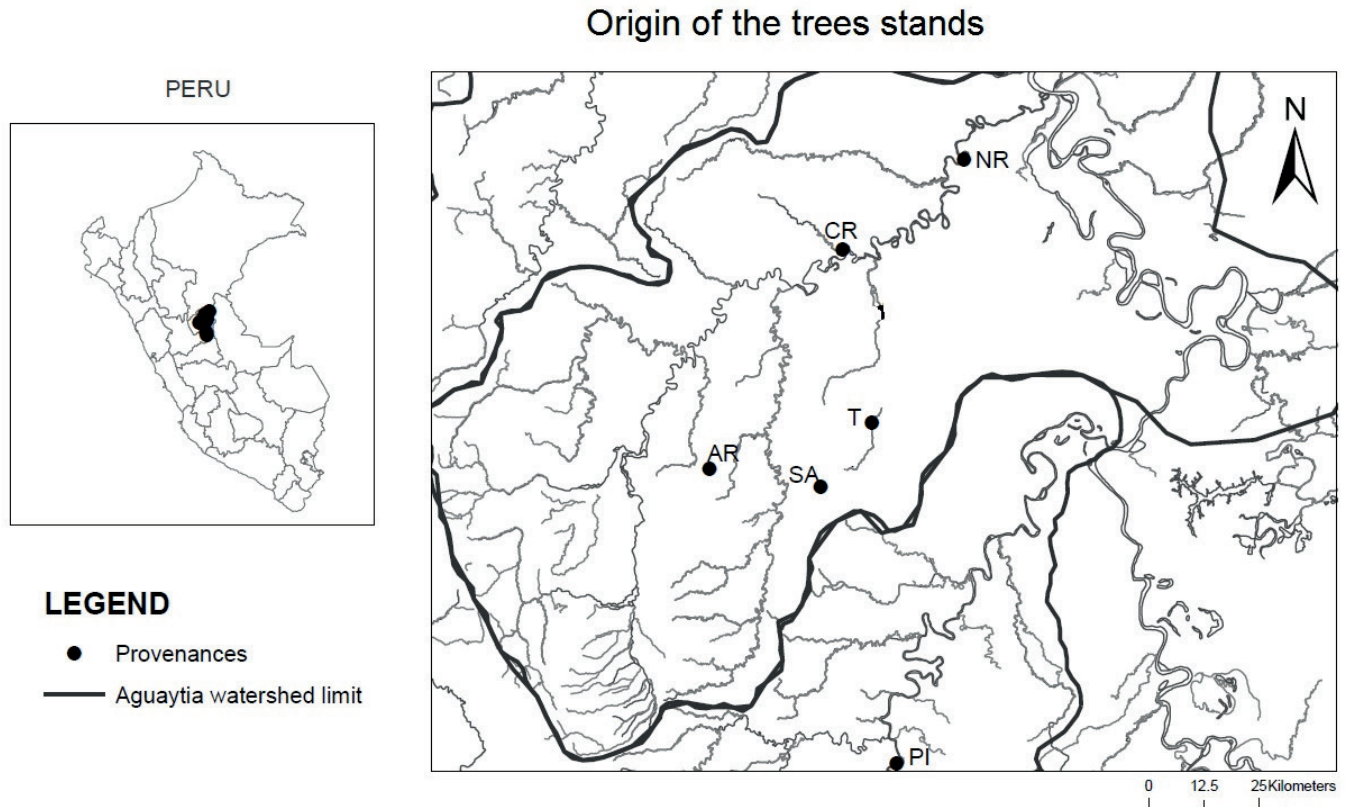 Origin of the trees stands
PERU
N
NR
CR
T
AR
SA
PI
LEGEND
Provenances
Aguaytia watershed limit
0 12.5 25Kilometers